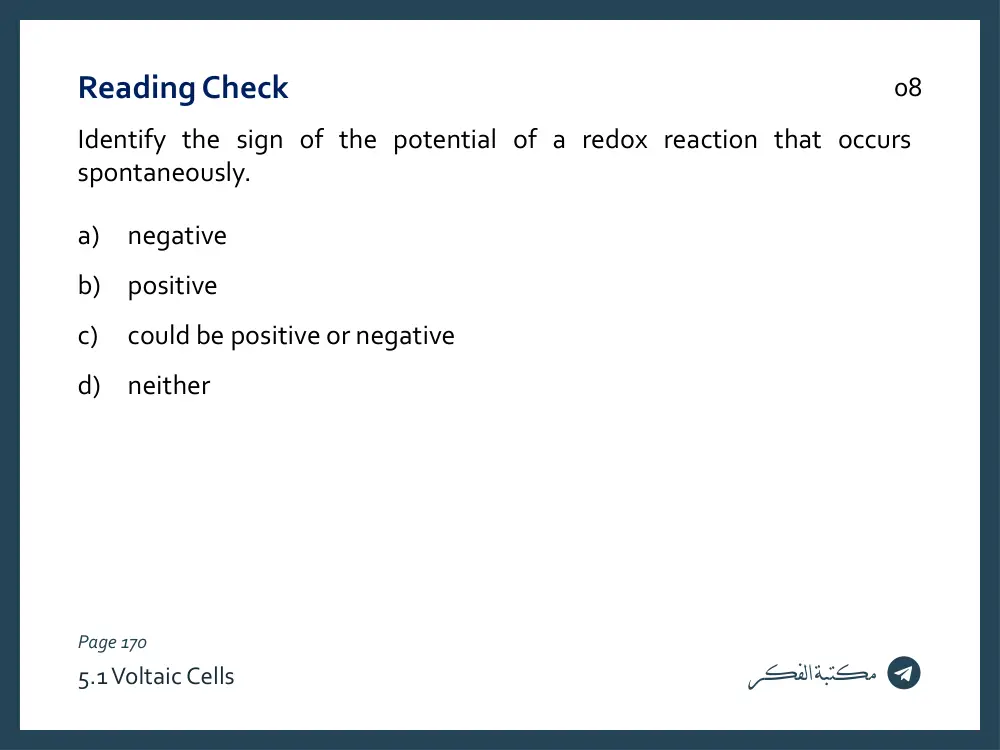 Reading Check
08
Identify the sign of the potential of a redox reaction that occurs
spontaneously.
a) negative
b) positive
c) could be positive or negative
d) neither
Page 170
5.1 Voltaic Cells
مكتبة الفكر